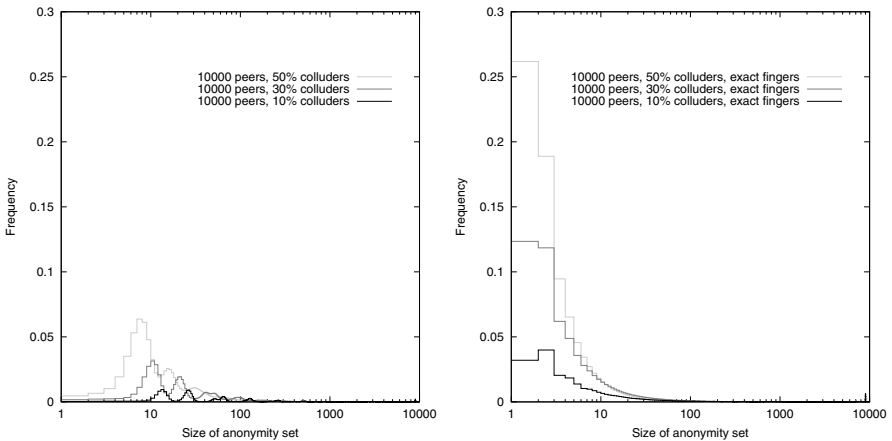 0.3
0.25
0.2
0.15
0.1
0.05
0
Frequency
10000 peers, 50% colluders
10000 peers, 30% colluders
10000 peers, 10% colluders
1
10
100
1000
10000
Size of anonymity set
0.3
0.25
0.2
0.15
0.1
0.05
0
Frequency
10000 peers, 50% colluders, exact fingers
10000 peers, 30% colluders, exact fingers
10000 peers, 10% colluders, exact fingers
1
10
100
1000
10000
Size of anonymity set